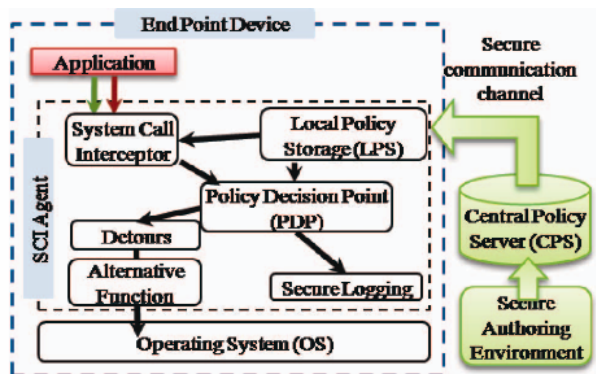 End Point Device
Application
Secure
communication
channel
System Call
Interceptor
Local Policy
Storage (LPS)
SCI Agent
Policy Decision Point
(PDP)
Central Policy
Server (CPS)
Detours
Alternative
Function
Secure Logging
Secure
Authoring
Environment
Operating System (OS)